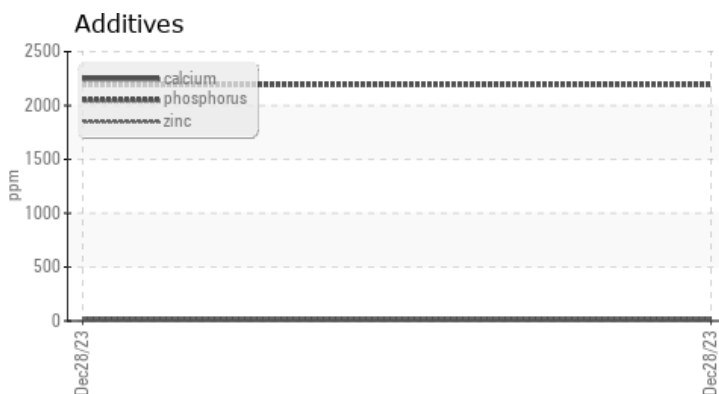 Additives
2500
calcium
2000
phosphorus
zinc
1500
ppm
1000
500
0
Dec28/23
Dec28/23